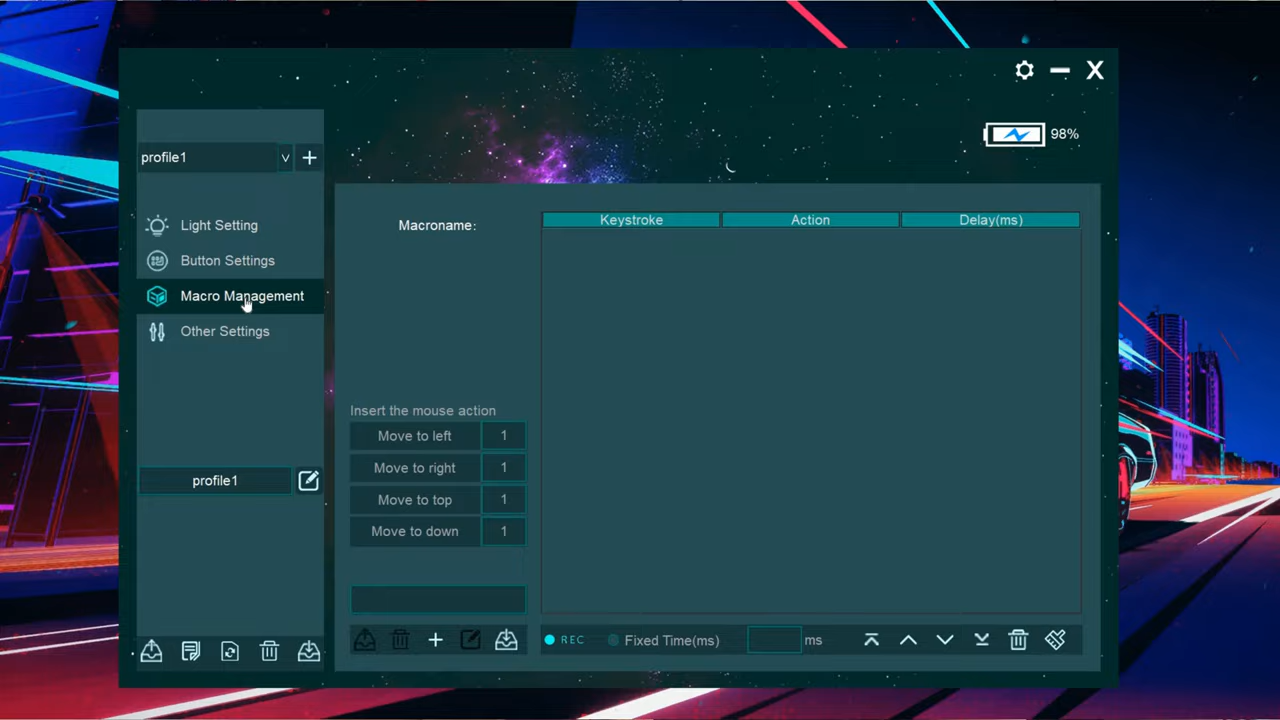 98%
profile1
Light Setting
Button Settings
Macro Management
Other Settings
profile1
Macroname:
Insert the mouse action
Move to left 1
Move to right 1
Move to top 1
Move to down 1
Keystroke Action Delay(ms)
REC Fixed Time(ms) ms